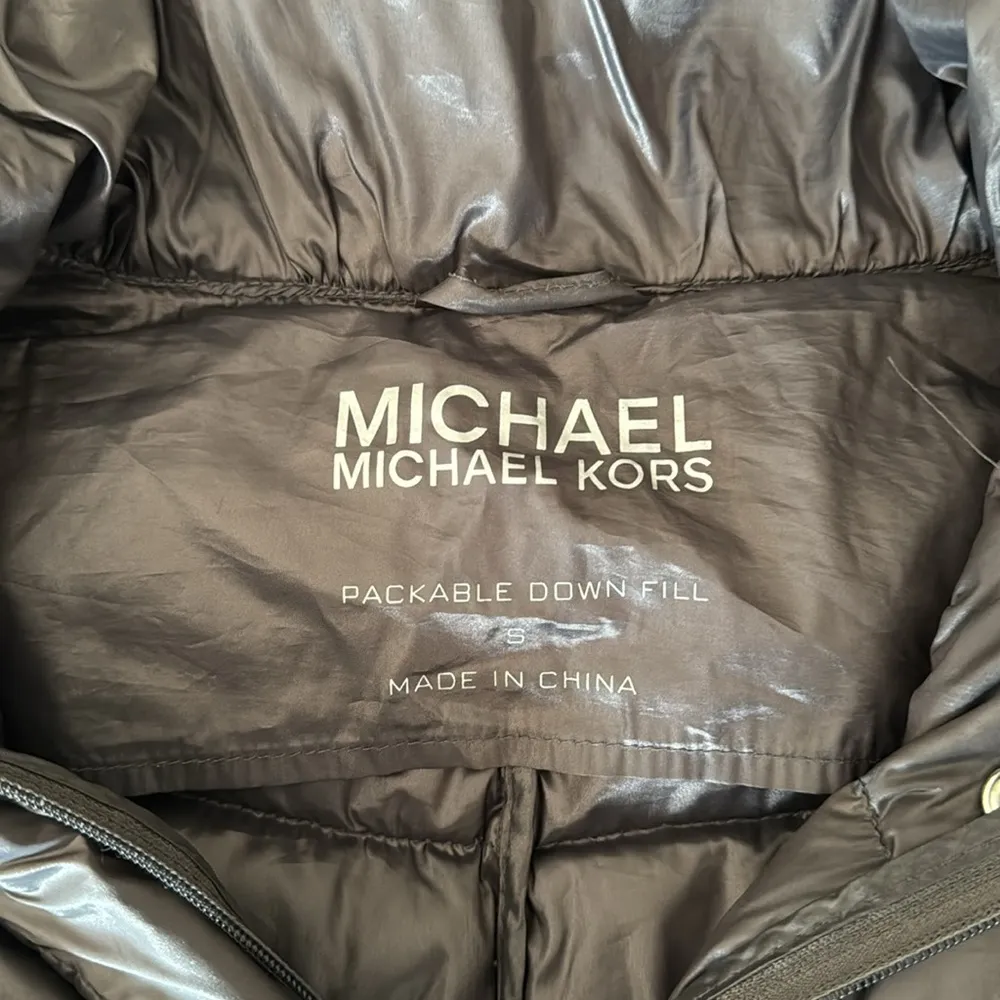 MICHAEL
MICHAEL KORS
PACKABLE DOWN FILL
S
MADE IN CHINA